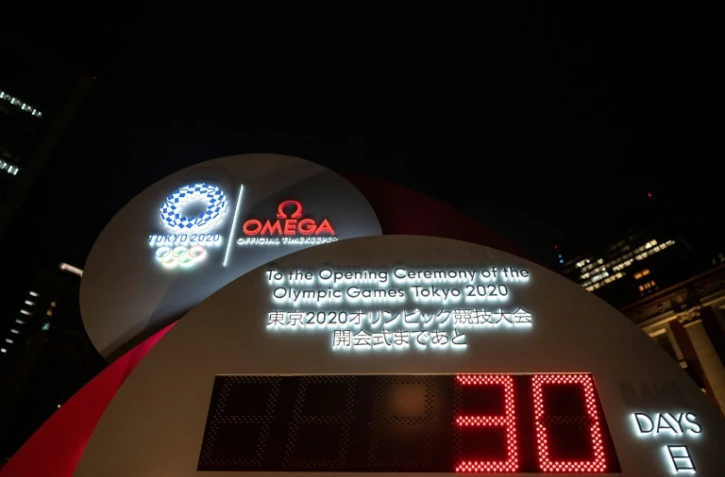 TOKYO 2020
OMEGA
OFFICIAL TIMEKEEPER
To the Opening Ceremony of the
Olympic Games Tokyo 2020
東京2020オリンピック競技大会
開会式まであと
30
DAYS
日